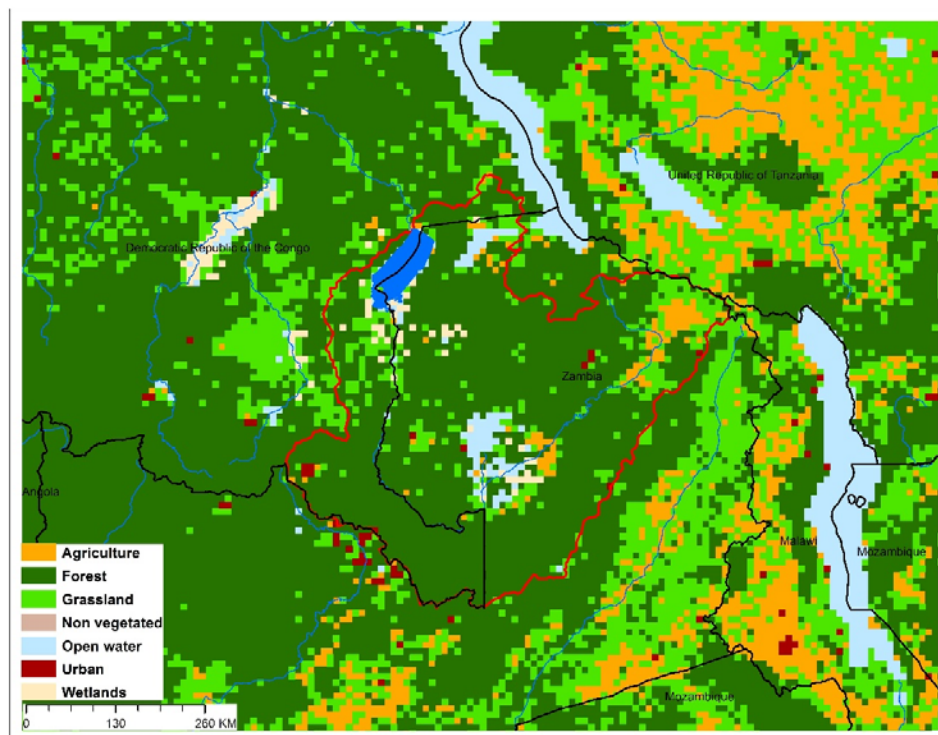 United Republic of Tanzania
Democratic Republic of the Congo
Zambia
Angola
Malawi
Mozambique
Agriculture
Forest
Grassland
Non vegetated
Open water
Urban
Wetlands
Mozambique
0 130 260 KM